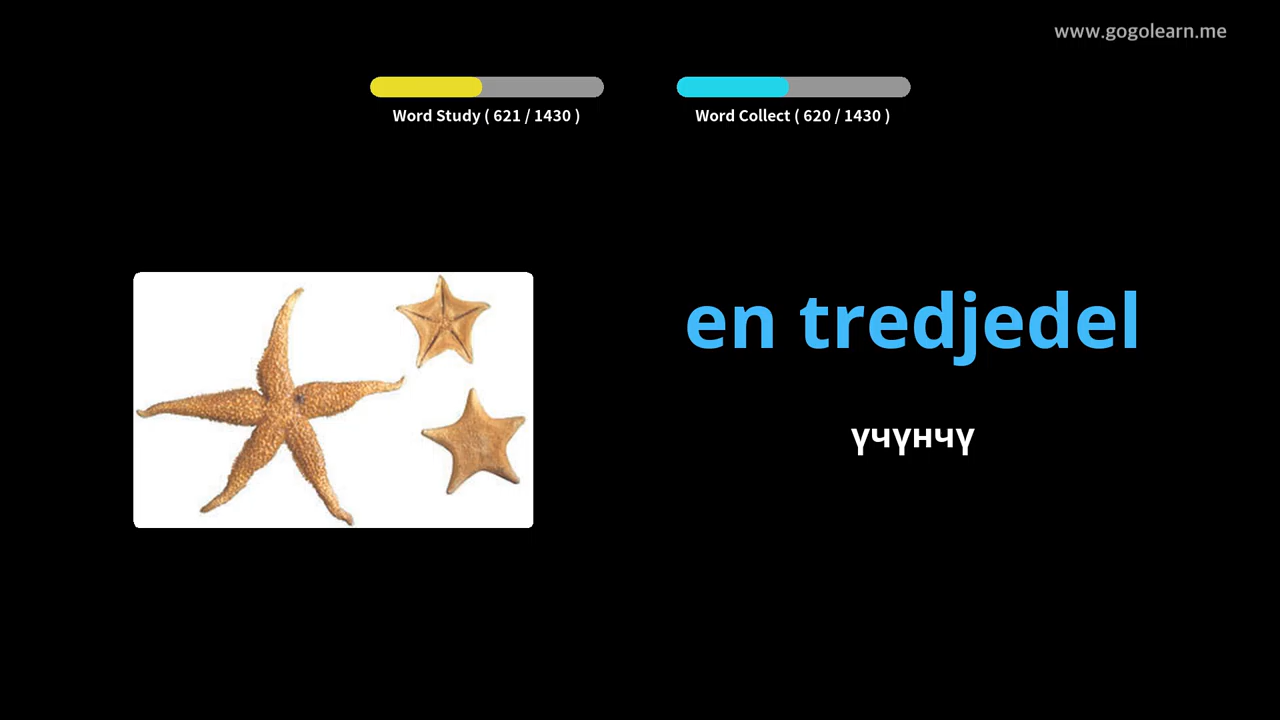 www.gogolearn.me
Word Study ( 621 / 1430 )
Word Collect ( 620 / 1430 )
en tredjedel
үчүнчү